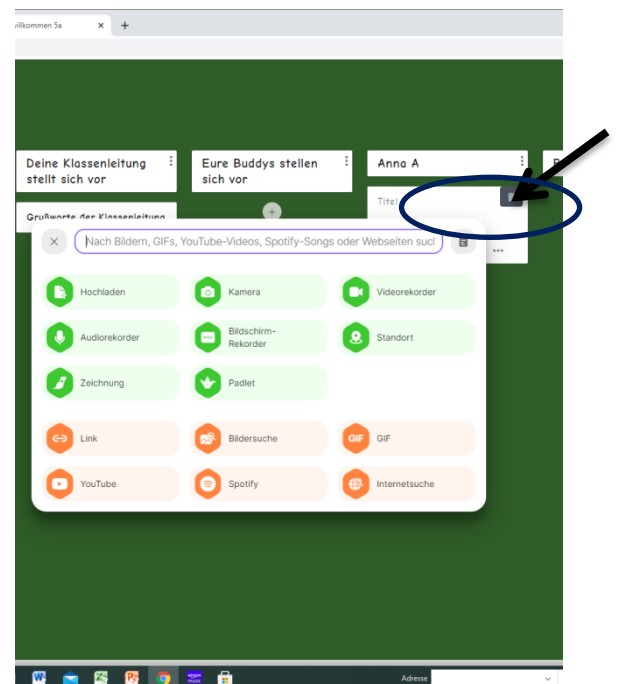 willkommen 5a
Deine Klassenleitung
stellt sich vor
Eure Buddys stellen
sich vor
Anna A
Grußworte der Klassenleitung
Titel
Nach Bildern, GIFs, YouTube-Videos, Spotify-Songs oder Webseiten sucl
Hochladen
Kamera
Videorekorder
Audiorekorder
Bildschirm-
Rekorder
Standort
Zeichnung
Padlet
Link
Bildersuche
GIF
GIF
YouTube
Spotify
Internetsuche
Adresse